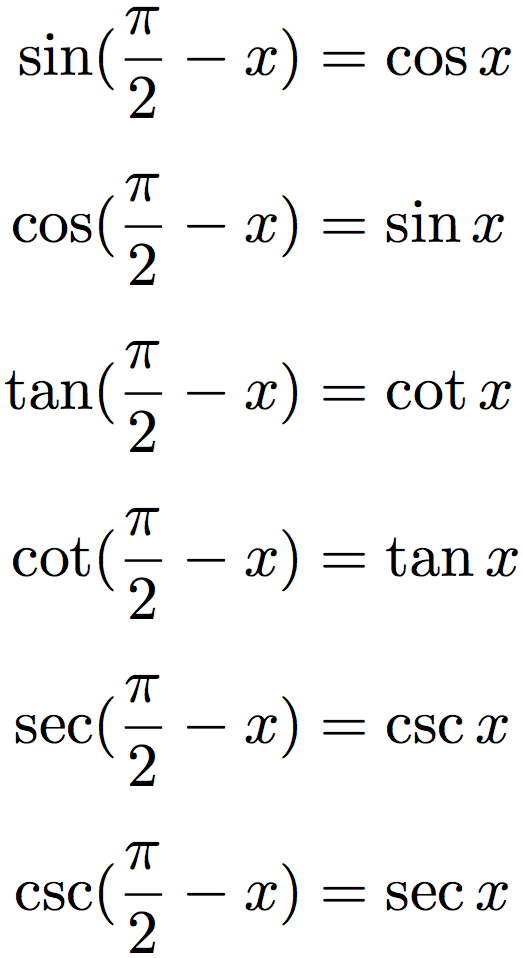 sin(π/2 − x) = cos x
cos(π/2 − x) = sin x
tan(π/2 − x) = cot x
cot(π/2 − x) = tan x
sec(π/2 − x) = csc x
csc(π/2 − x) = sec x